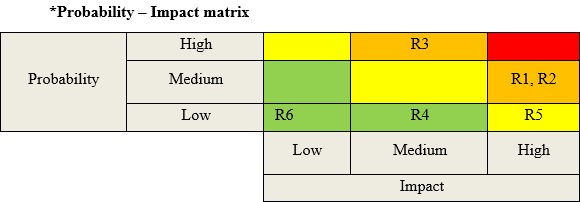 *Probability – Impact matrix
High R3
Probability Medium R1, R2
Low R6 R4 R5
Low Medium High
Impact